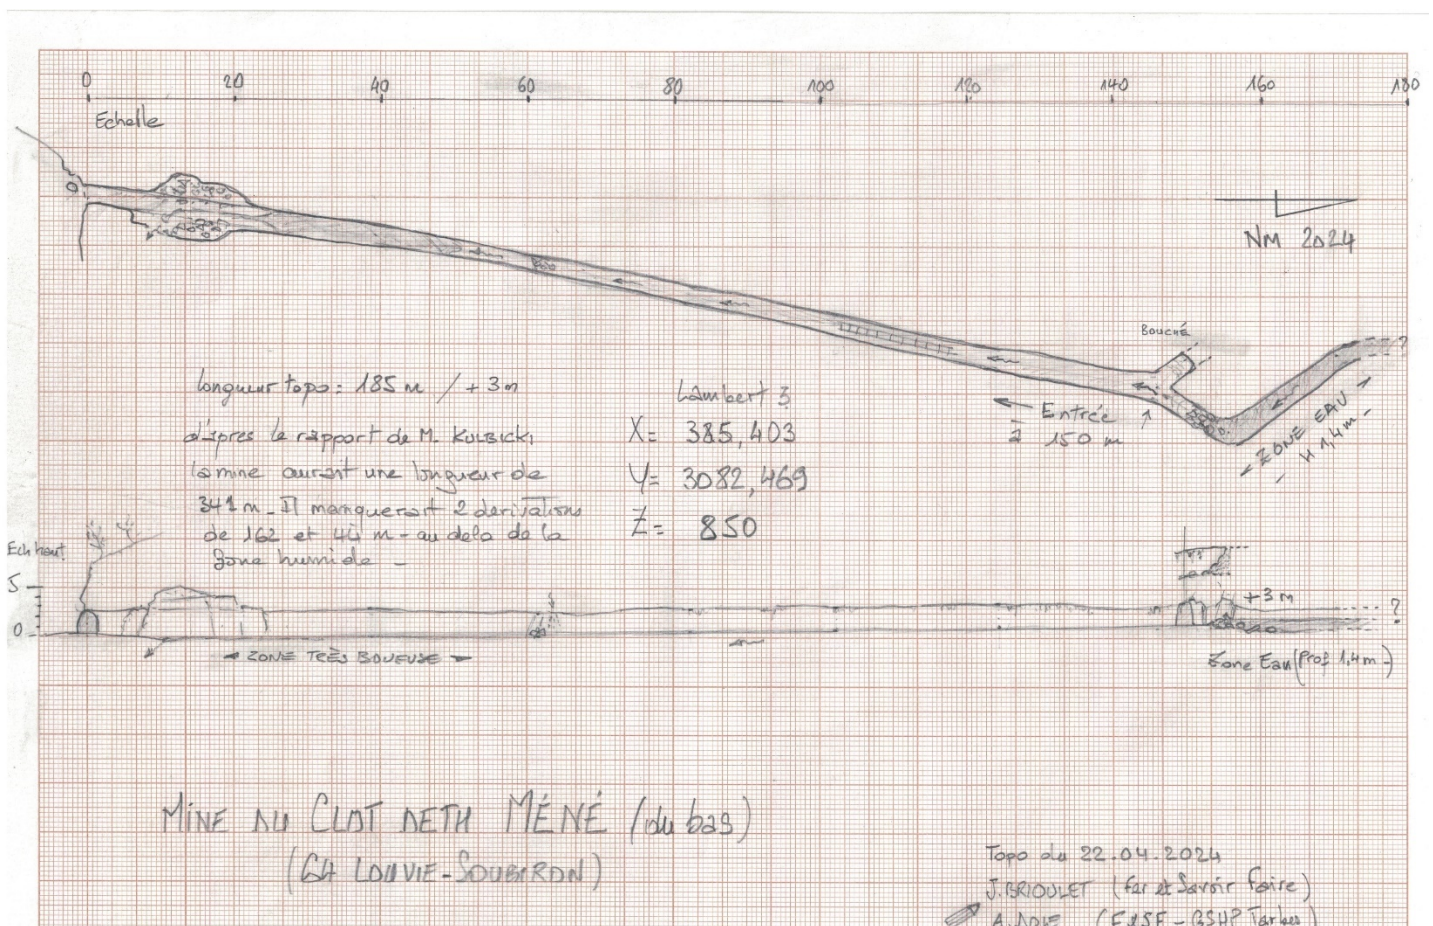 0 20 40 60 80 100 120 140 160 180
Echelle
NM 2024
Bouché
?
ZONE EAU
H 1,4 m -
Entrée
à 150 m
longueur topo: 185 m / + 3 m
d'après le rapport de M. KULBICKI
la mine aurait une longueur de
341 m - Il manquerait 2 dérivations
de 162 et 44 m - au delà de la
zone humide -
Lambert 3
X= 385,403
Y= 3082,469
Z= 850
Ech haut.
5
0
+3 m
?
ZONE TRÈS BOUEUSE
Zone Eau (Prof 1,4 m -)
MINE DU CLOT DETH MÉNÉ (du bas)
(64 LOUVIE-SOUBIRON)
Topo du 22.04.2024
J. BRIOULET (Fer et Savoir Faire)